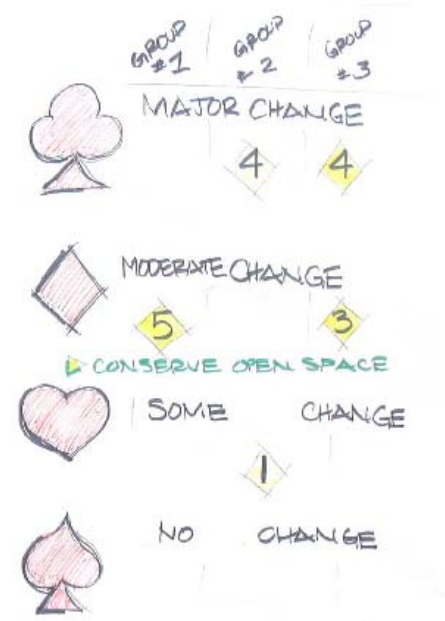 GROUP #1 GROUP #2 GROUP #3
MAJOR CHANGE
4 4
MODERATE CHANGE
5 3
CONSERVE OPEN SPACE
SOME CHANGE
1
NO CHANGE